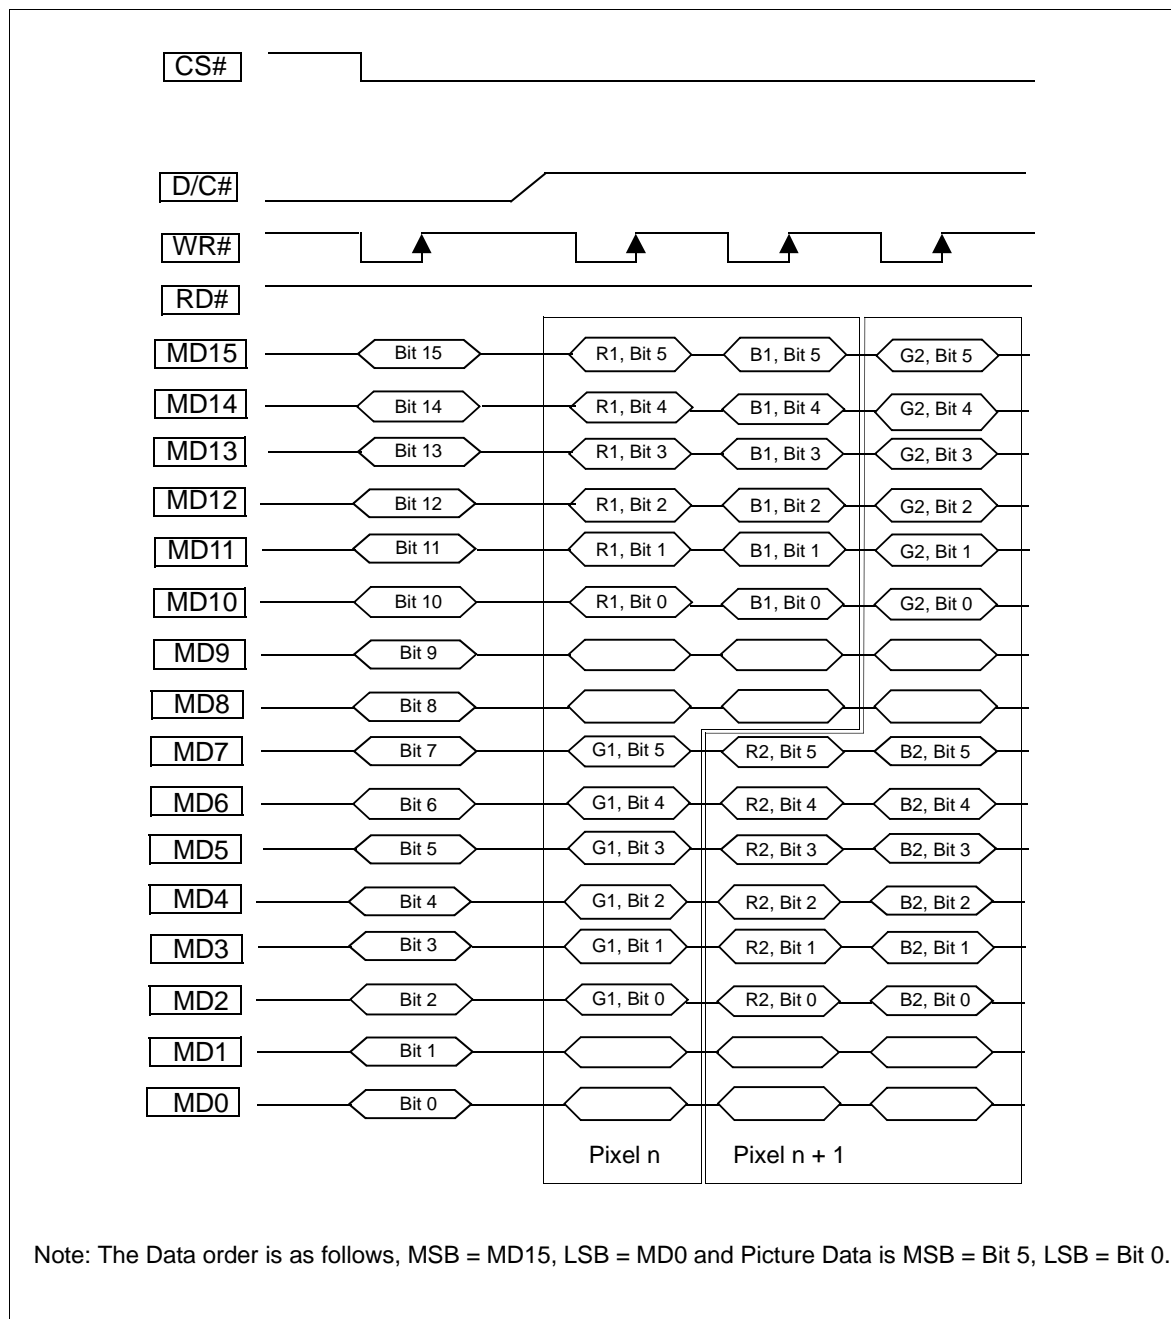 CS#
D/C#
WR#
RD#
MD15 Bit 15 R1, Bit 5 B1, Bit 5 G2, Bit 5
MD14 Bit 14 R1, Bit 4 B1, Bit 4 G2, Bit 4
MD13 Bit 13 R1, Bit 3 B1, Bit 3 G2, Bit 3
MD12 Bit 12 R1, Bit 2 B1, Bit 2 G2, Bit 2
MD11 Bit 11 R1, Bit 1 B1, Bit 1 G2, Bit 1
MD10 Bit 10 R1, Bit 0 B1, Bit 0 G2, Bit 0
MD9 Bit 9
MD8 Bit 8
MD7 Bit 7 G1, Bit 5 R2, Bit 5 B2, Bit 5
MD6 Bit 6 G1, Bit 4 R2, Bit 4 B2, Bit 4
MD5 Bit 5 G1, Bit 3 R2, Bit 3 B2, Bit 3
MD4 Bit 4 G1, Bit 2 R2, Bit 2 B2, Bit 2
MD3 Bit 3 G1, Bit 1 R2, Bit 1 B2, Bit 1
MD2 Bit 2 G1, Bit 0 R2, Bit 0 B2, Bit 0
MD1 Bit 1
MD0 Bit 0
Pixel n Pixel n + 1
Note: The Data order is as follows, MSB = MD15, LSB = MD0 and Picture Data is MSB = Bit 5, LSB = Bit 0.